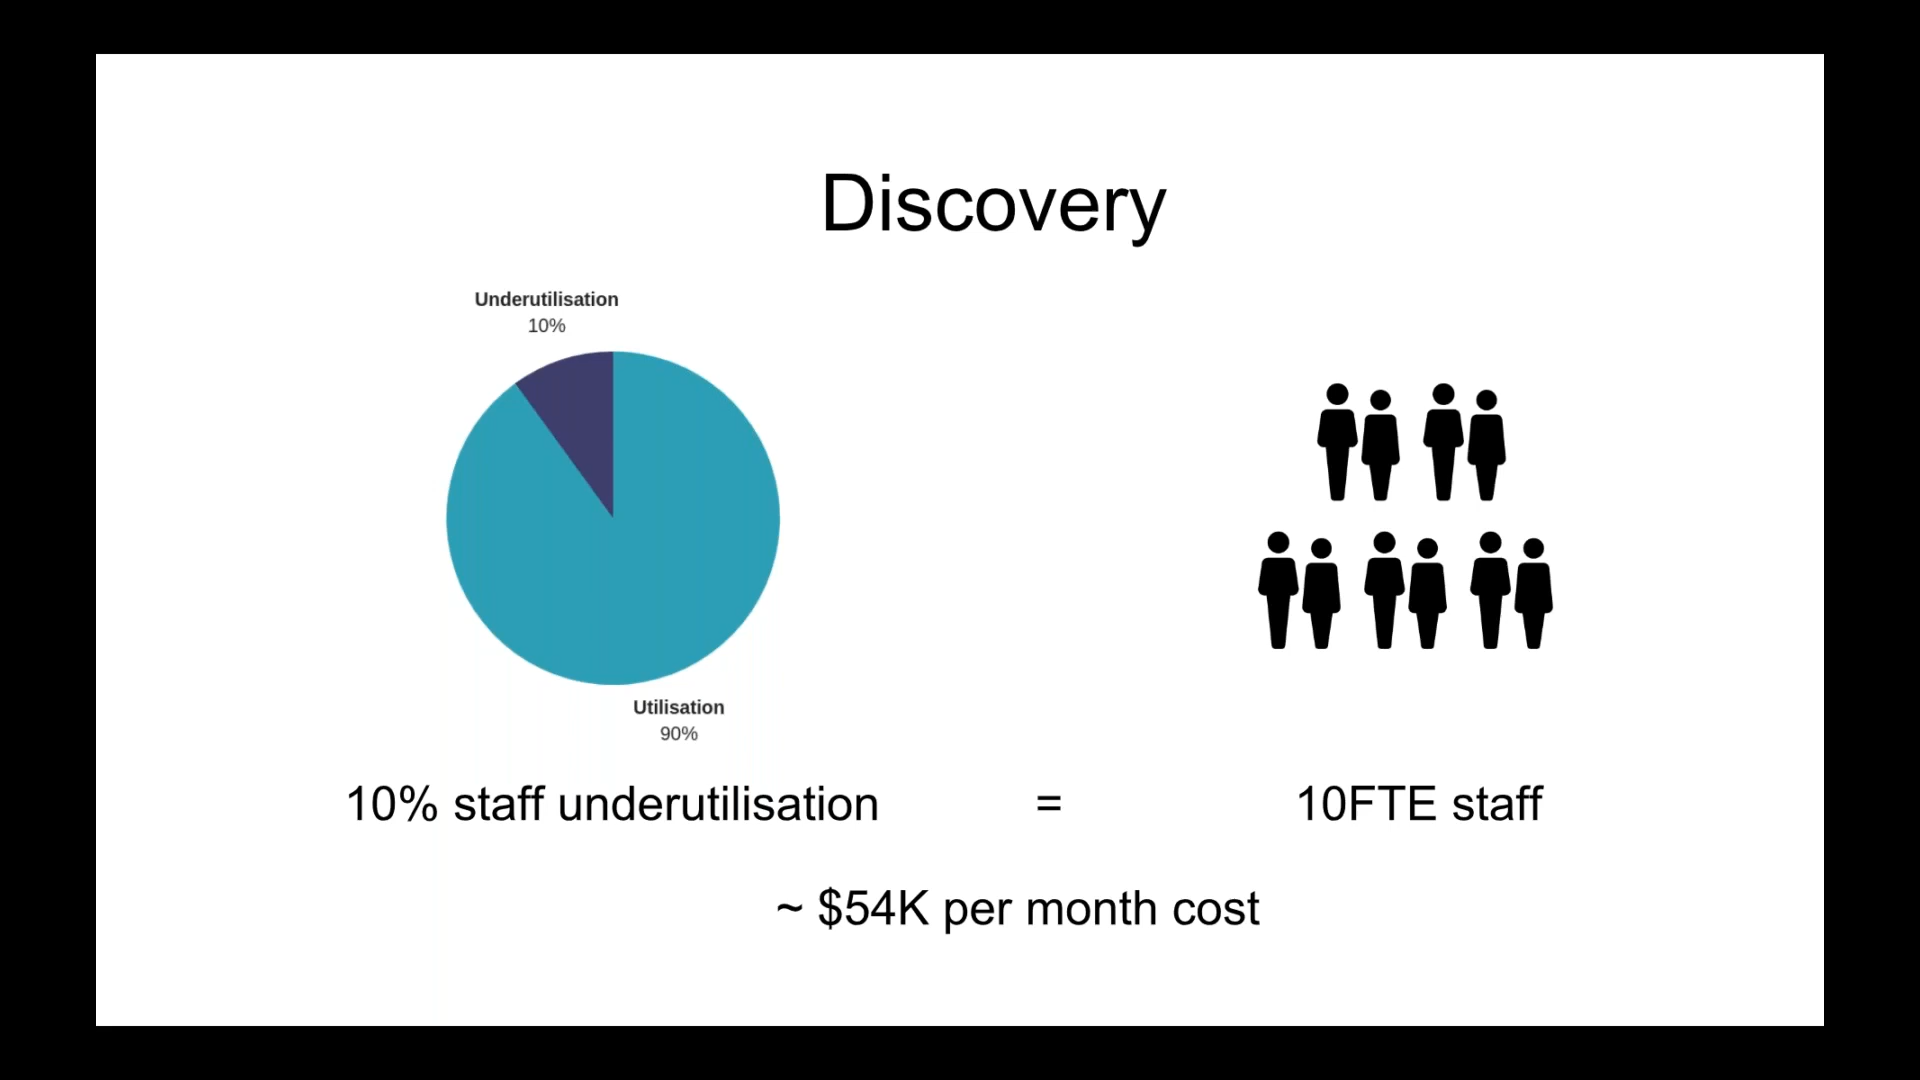 Discovery
Underutilisation
10%
Utilisation
90%
10% staff underutilisation = 10FTE staff
~ $54K per month cost